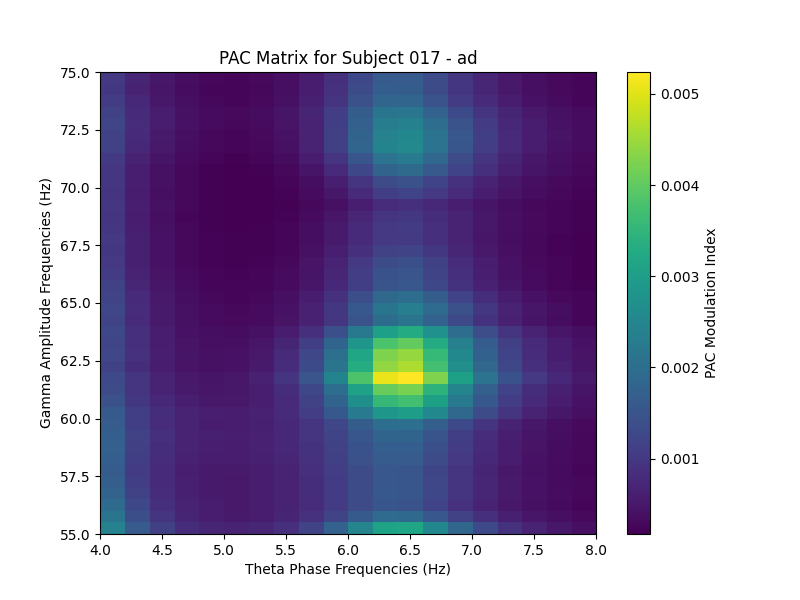 PAC Matrix for Subject 017 - ad
75.0
72.5
70.0
67.5
65.0
62.5
60.0
57.5
55.0
Gamma Amplitude Frequencies (Hz)
4.0 4.5 5.0 5.5 6.0 6.5 7.0 7.5 8.0
Theta Phase Frequencies (Hz)
0.005
0.004
0.003
0.002
0.001
PAC Modulation Index